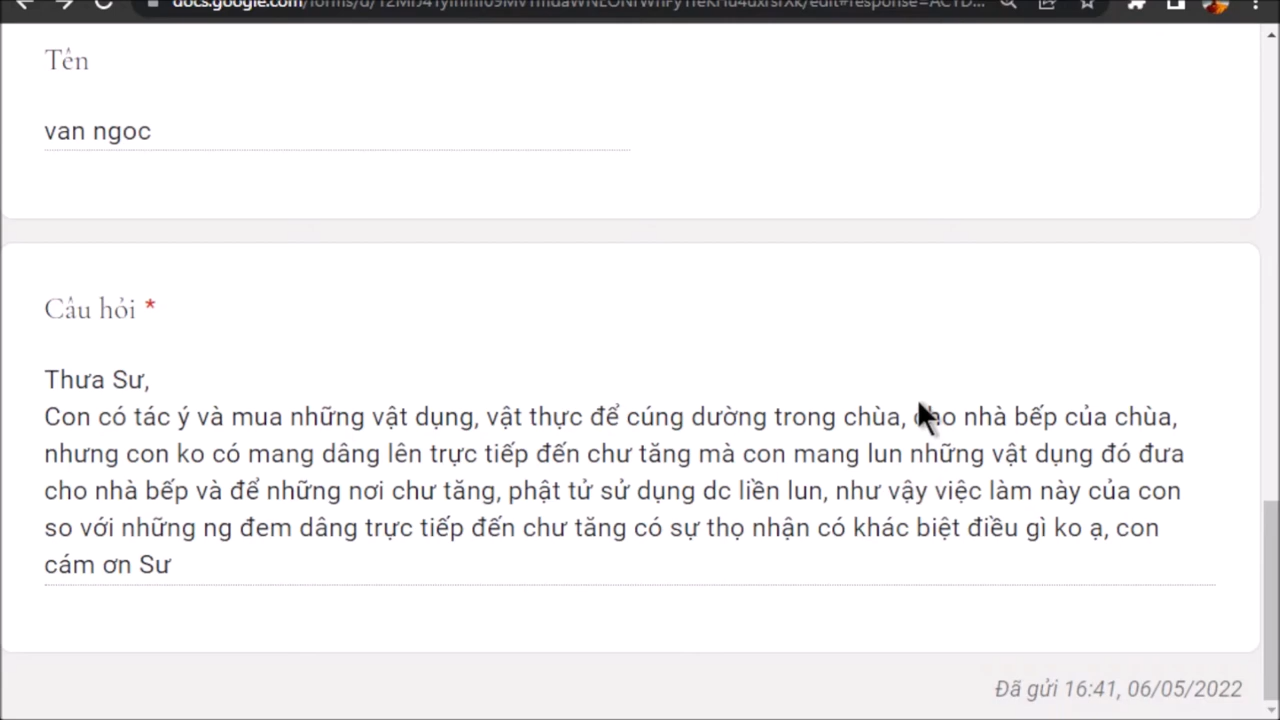 Tên
van ngoc
Câu hỏi *
Thưa Sư,
Con có tác ý và mua những vật dụng, vật thực để cúng dường trong chùa, cho nhà bếp của chùa,
nhưng con ko có mang dâng lên trực tiếp đến chư tăng mà con mang lun những vật dụng đó đưa
cho nhà bếp và để những nơi chư tăng, phật tử sử dụng dc liền lun, như vậy việc làm này của con
so với những ng đem dâng trực tiếp đến chư tăng có sự thọ nhận có khác biệt điều gì ko ạ, con
cám ơn Sư
Đã gửi 16:41, 06/05/2022